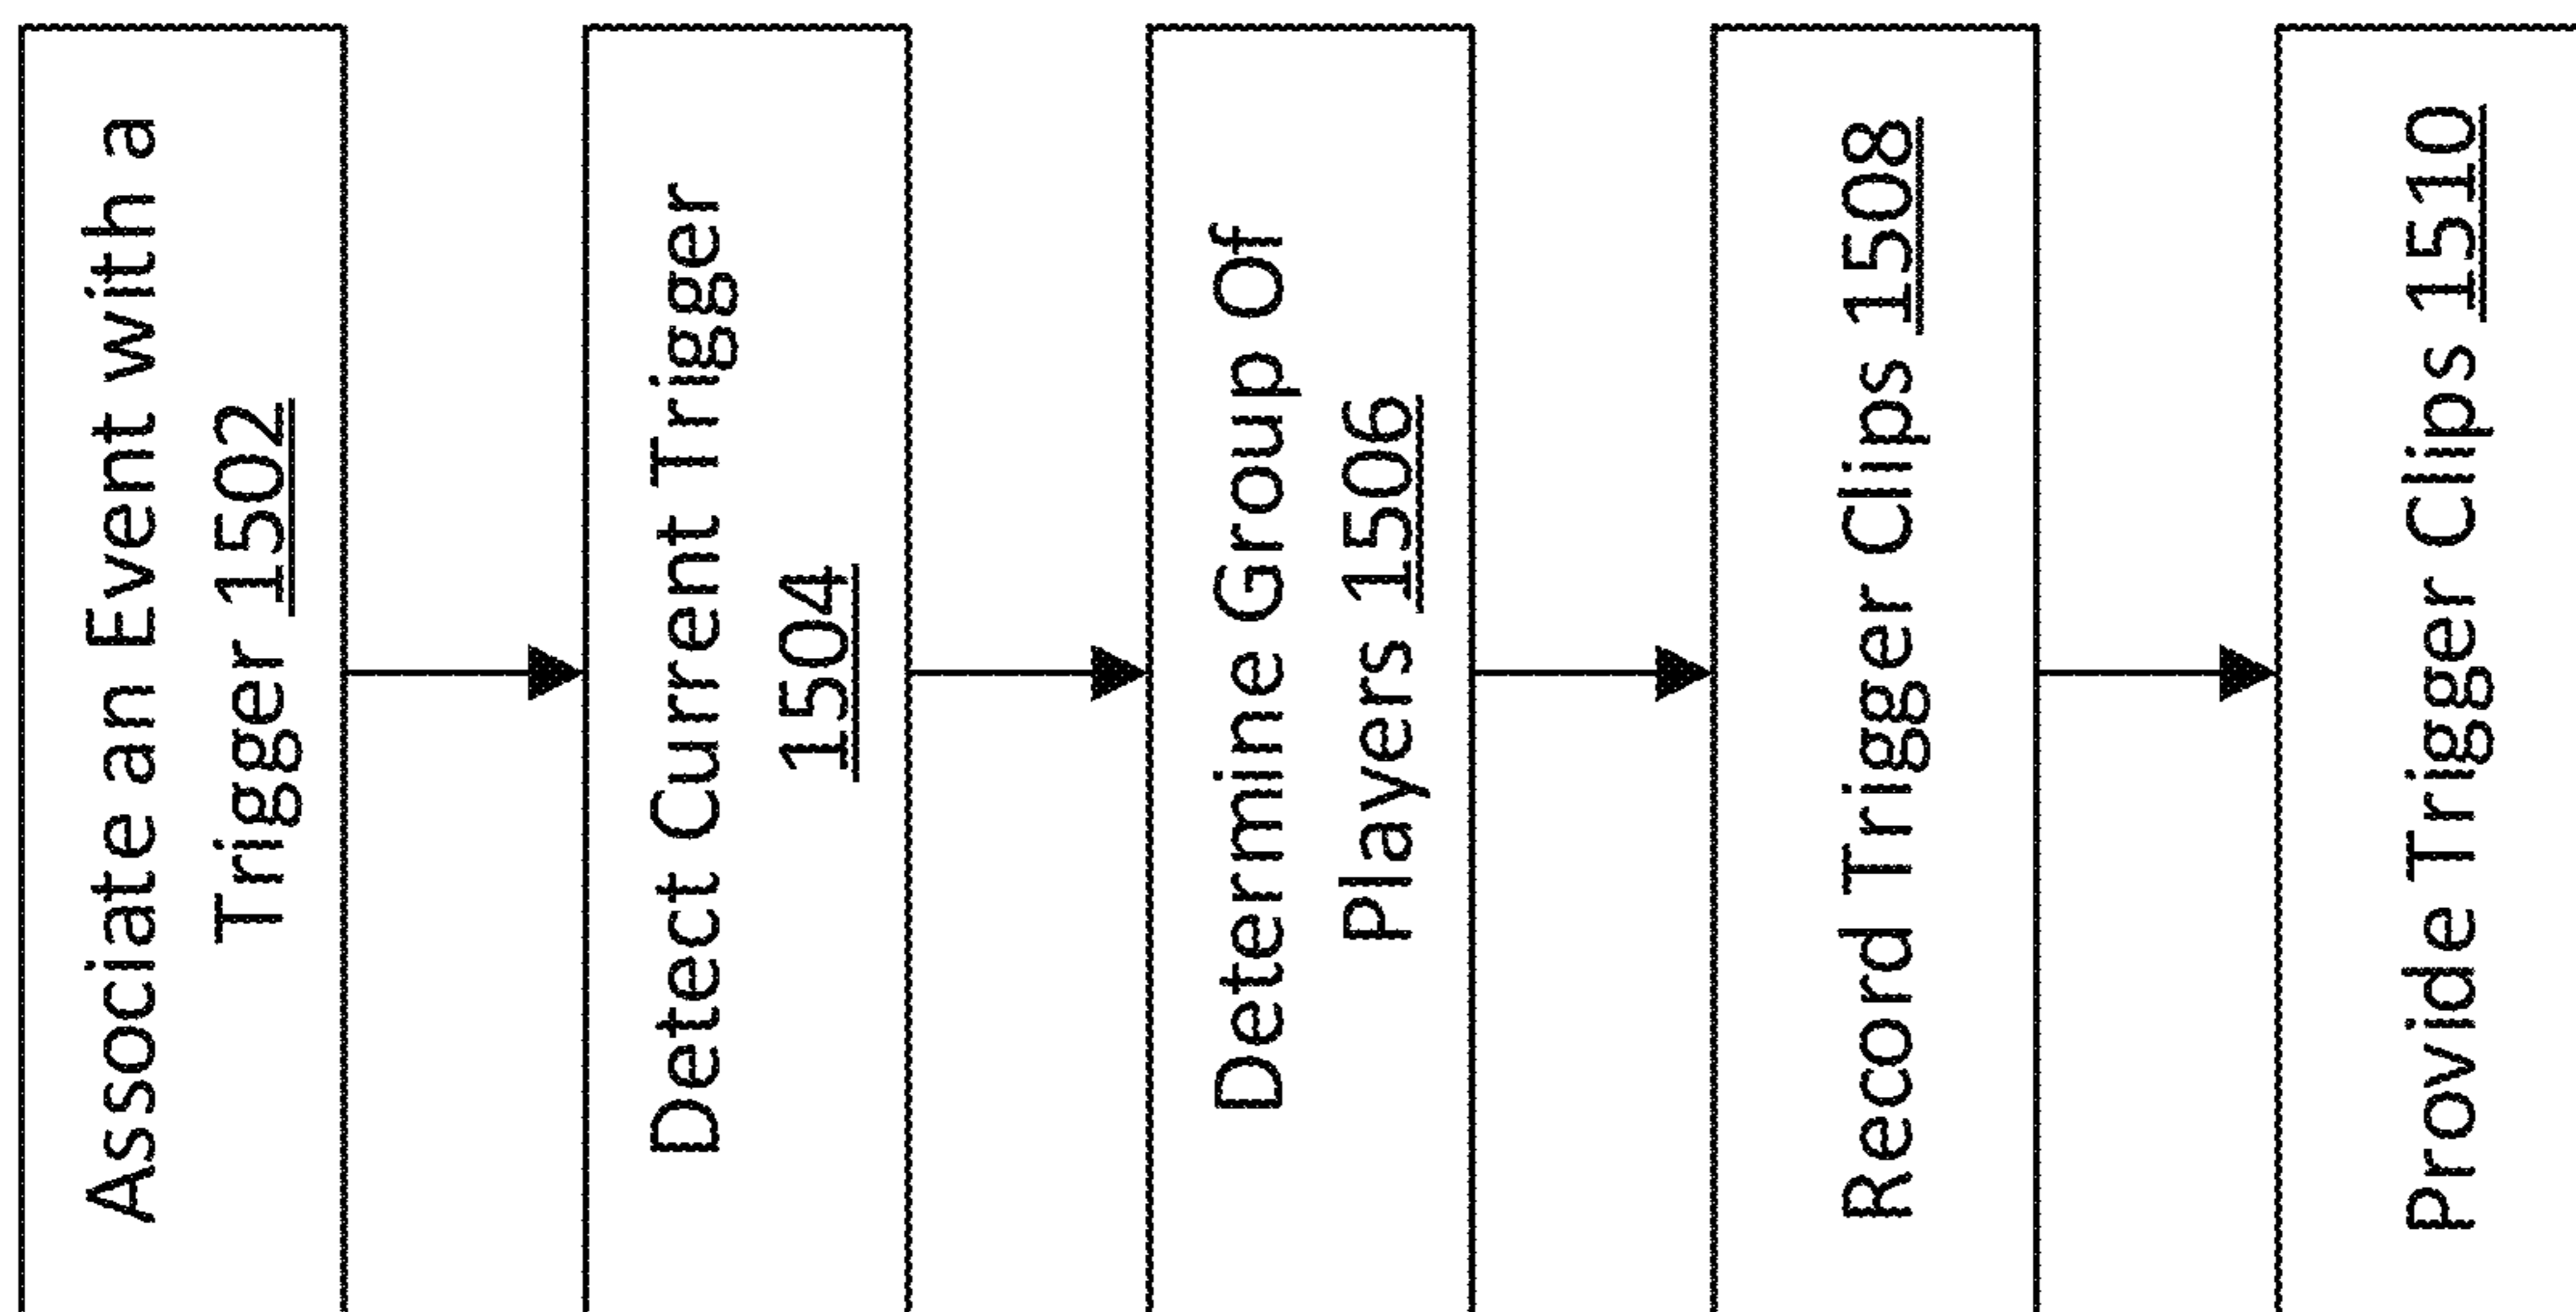 Associate an Event with a
Trigger 1502
Detect Current Trigger
1504
Determine Group Of
Players 1506
Record Trigger Clips 1508
Provide Trigger Clips 1510